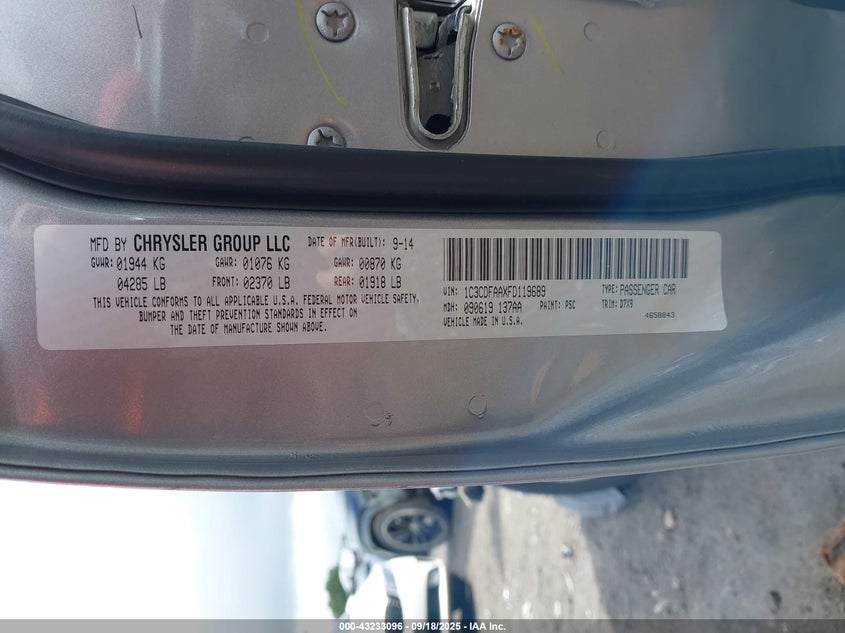 MFD BY CHRYSLER GROUP LLC DATE OF MFR(BUILT): 9-14
GVWR: 01944 KG GAWR: 01076 KG GAWR: 00870 KG
04285 LB FRONT: 02370 LB REAR: 01918 LB
THIS VEHICLE CONFORMS TO ALL APPLICABLE U.S.A. FEDERAL MOTOR VEHICLE SAFETY,
BUMPER AND THEFT PREVENTION STANDARDS IN EFFECT ON
THE DATE OF MANUFACTURE SHOWN ABOVE.
VIN: 1C3CDFAAXFD119689 TYPE: PASSENGER CAR
MDH: 090619 137AA PAINT: PSC TRIM: D7X9
VEHICLE MADE IN U.S.A. 4658843
000-43233096 - 09/18/2025 - IAA Inc.